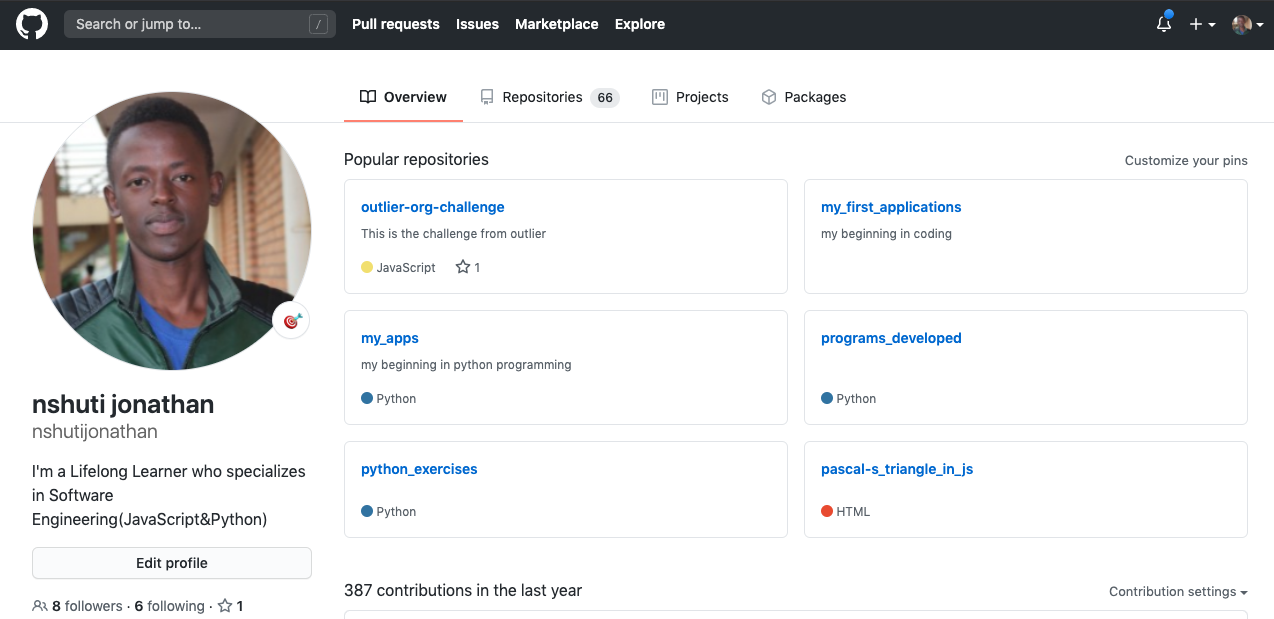 Search or jump to... /
Pull requests Issues Marketplace Explore
Overview Repositories 66 Projects Packages
Popular repositories
Customize your pins
outlier-org-challenge
This is the challenge from outlier
JavaScript 1
my_first_applications
my beginning in coding
my_apps
my beginning in python programming
Python
programs_developed
Python
python_exercises
Python
pascal-s_triangle_in_js
HTML
nshuti jonathan
nshutijonathan
I'm a Lifelong Learner who specializes
in Software
Engineering(JavaScript&Python)
Edit profile
8 followers · 6 following · 1
387 contributions in the last year
Contribution settings